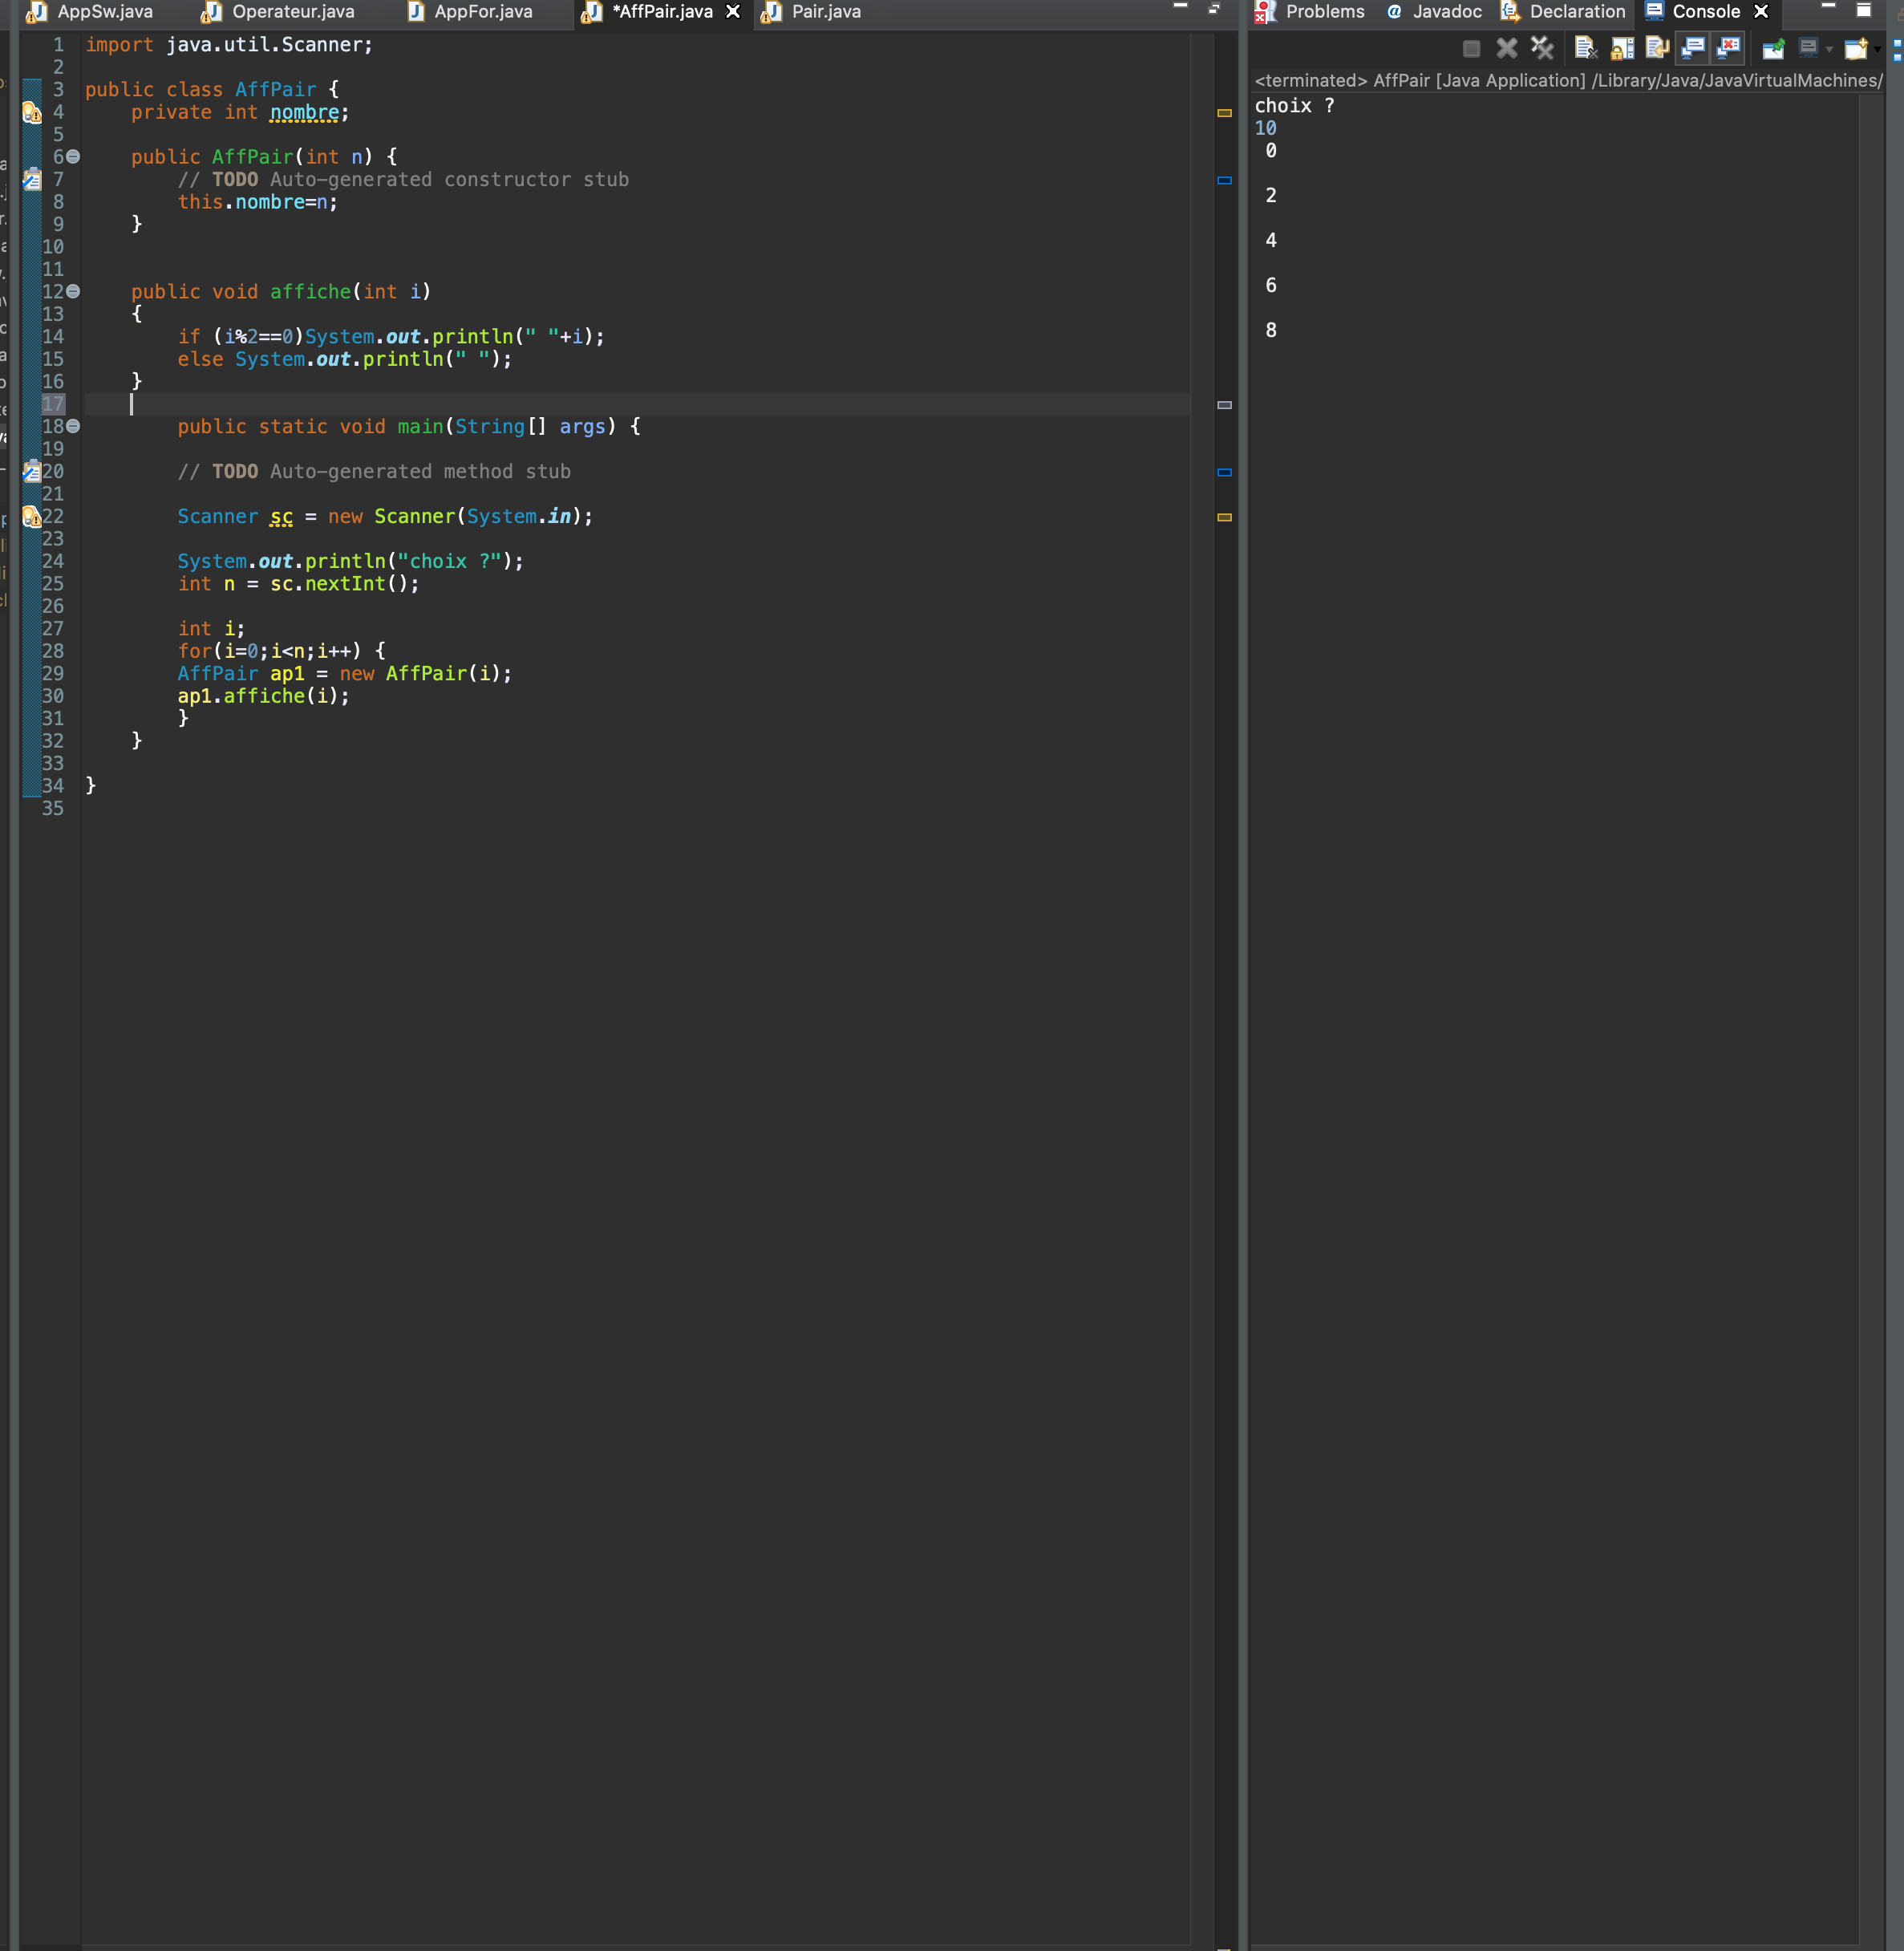 AppSw.java Operateur.java AppFor.java *AffPair.java Pair.java
1 import java.util.Scanner;
2
3 public class AffPair {
4     private int nombre;
5
6     public AffPair(int n) {
7         // TODO Auto-generated constructor stub
8         this.nombre=n;
9     }
10
11
12     public void affiche(int i)
13     {
14         if (i%2==0)System.out.println(" "+i);
15         else System.out.println(" ");
16     }
17
18         public static void main(String[] args) {
19
20         // TODO Auto-generated method stub
21
22         Scanner sc = new Scanner(System.in);
23
24         System.out.println("choix ?");
25         int n = sc.nextInt();
26
27         int i;
28         for(i=0;i<n;i++) {
29         AffPair ap1 = new AffPair(i);
30         ap1.affiche(i);
31         }
32     }
33
34 }
35
Problems @ Javadoc Declaration Console
<terminated> AffPair [Java Application] /Library/Java/JavaVirtualMachines/
choix ?
10
 0
 2
 4
 6
 8